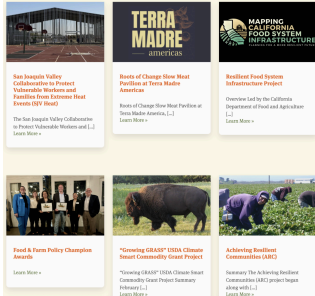 TERRA
MADRE
americas
MAPPING
CALIFORNIA
FOOD SYSTEM
INFRASTRUCTURE
San Joaquin Valley
Collaborative to Protect
Vulnerable Workers and
Families from Extreme Heat
Events (SJV Heat)
The San Joaquin Valley Collaborative
to Protect Vulnerable Workers and [...]
Learn More »
Roots of Change Slow Meat
Pavilion at Terra Madre
Americas
Roots of Change Slow Meat Pavilion at
Terra Madre Americas, [...]
Learn More »
Resilient Food System
Infrastructure Project
Overview Led by the California
Department of Food and Agriculture
[...]
Learn More »
Food & Farm Policy Champion
Awards
Learn More »
“Growing GRASS” USDA Climate
Smart Commodity Grant Project
“Growing GRASS” USDA Climate Smart
Commodity Grant Project Summary
February [...]
Learn More »
Achieving Resilient
Communities (ARC)
Summary The Achieving Resilient
Communities (ARC) project began
along with [...]
Learn More »